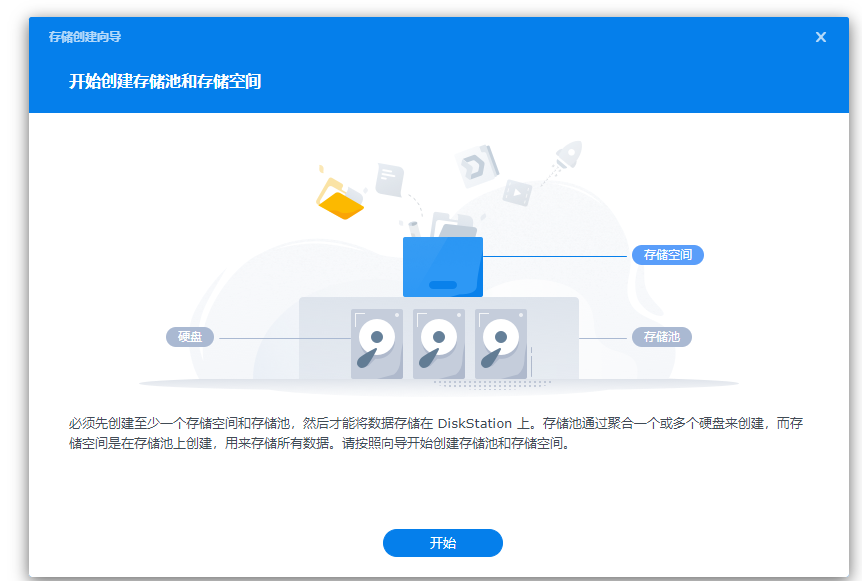 存储创建向导
开始创建存储池和存储空间
存储空间
硬盘
存储池
必须先创建至少一个存储空间和存储池，然后才能将数据存储在 DiskStation 上。存储池通过聚合一个或多个硬盘来创建，而存
储空间是在存储池上创建，用来存储所有数据。请按照向导开始创建存储池和存储空间。
开始